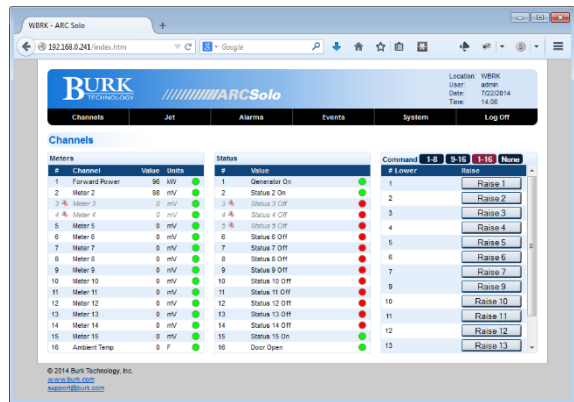 WBRK - ARC Solo
192.168.0.241/index.htm
Google
BURK
TECHNOLOGY
ARCSolo
Location: WBRK
User: admin
Date: 7/22/2014
Time: 14:06
Channels Jet Alarms Events System Log Off
Channels
Meters
# Channel Value Units
1 Forward Power 96 kW
2 Meter 2 98 mV
3 Meter 3 0 mV
4 Meter 4 0 mV
5 Meter 5 0 mV
6 Meter 6 0 mV
7 Meter 7 0 mV
8 Meter 8 0 mV
9 Meter 9 0 mV
10 Meter 10 0 mV
11 Meter 11 0 mV
12 Meter 12 0 mV
13 Meter 13 0 mV
14 Meter 14 0 mV
15 Meter 15 0 mV
16 Ambient Temp 0 F
Status
# Value
1 Generator On
2 Status 2 On
3 Status 3 Off
4 Status 4 Off
5 Status 5 Off
6 Status 6 Off
7 Status 7 Off
8 Status 8 Off
9 Status 9 Off
10 Status 10 Off
11 Status 11 Off
12 Status 12 Off
13 Status 13 Off
14 Status 14 Off
15 Status 15 On
16 Door Open
Command 1-8 9-16 1-16 None
# Lower Raise
1 Raise 1
2 Raise 2
3 Raise 3
4 Raise 4
5 Raise 5
6 Raise 6
7 Raise 7
9 Raise 9
10 Raise 10
11 Raise 11
12 Raise 12
13 Raise 13
© 2014 Burk Technology, Inc.
www.burk.com
support@burk.com